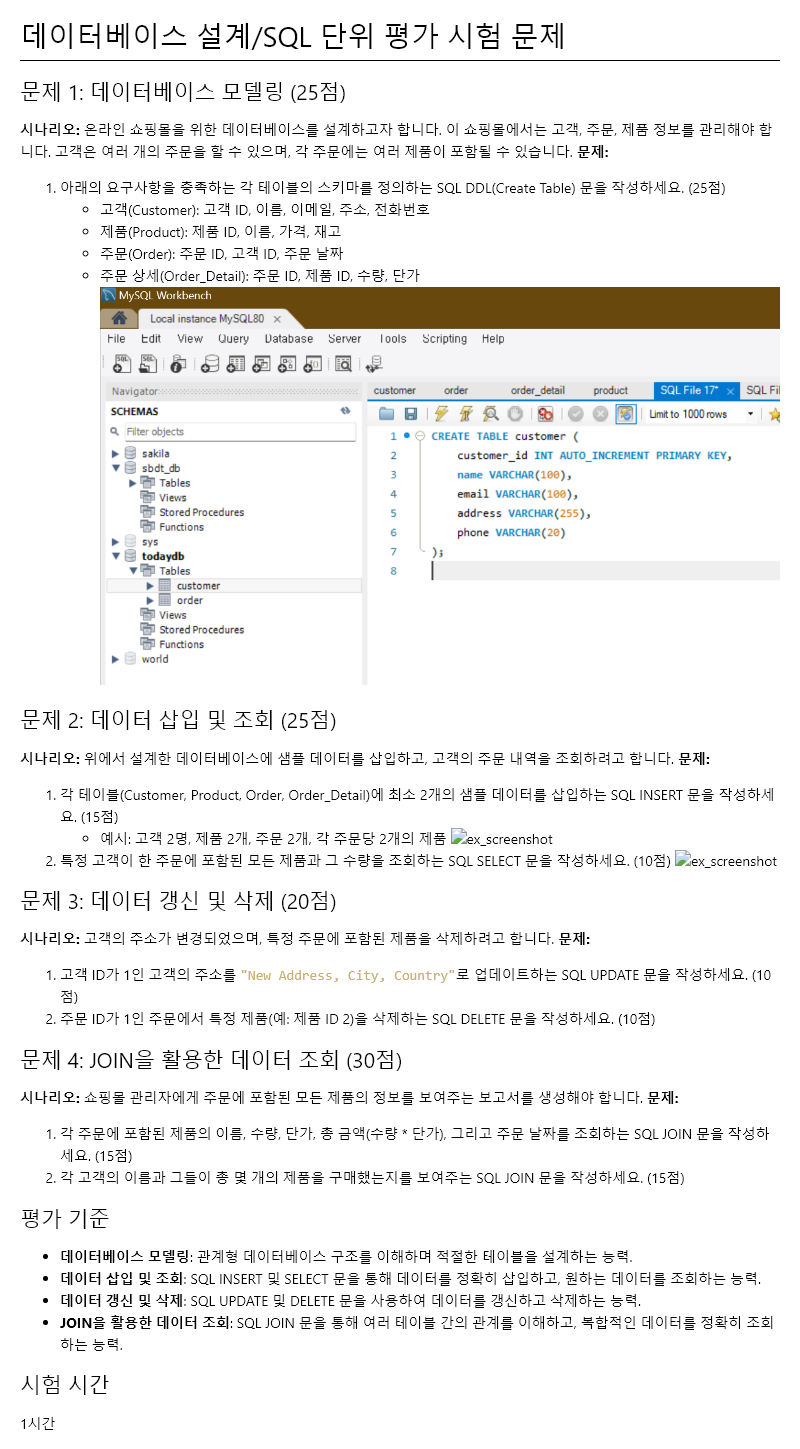 데이터베이스 설계/SQL 단위 평가 시험 문제
문제 1: 데이터베이스 모델링 (25점)
시나리오: 온라인 쇼핑몰을 위한 데이터베이스를 설계하고자 합니다. 이 쇼핑몰에서는 고객, 주문, 제품 정보를 관리해야 합
니다. 고객은 여러 개의 주문을 할 수 있으며, 각 주문에는 여러 제품이 포함될 수 있습니다. 문제:
1. 아래의 요구사항을 충족하는 각 테이블의 스키마를 정의하는 SQL DDL(Create Table) 문을 작성하세요. (25점)
고객(Customer): 고객 ID, 이름, 이메일, 주소, 전화번호
제품(Product): 제품 ID, 이름, 가격, 재고
주문(Order): 주문 ID, 고객 ID, 주문 날짜
주문 상세(Order_Detail): 주문 ID, 제품 ID, 수량, 단가
MySQL Workbench
Local instance MySQL80 ×
File Edit View Query Database Server Tools Scripting Help
Navigator
SCHEMAS
Filter objects
sakila
sbdt_db
Tables
Views
Stored Procedures
Functions
sys
todaydb
Tables
customer
order
Views
Stored Procedures
Functions
world
customer order order_detail product SQL File 17* × SQL Fil
Limit to 1000 rows
1 CREATE TABLE customer (
2 customer_id INT AUTO_INCREMENT PRIMARY KEY,
3 name VARCHAR(100),
4 email VARCHAR(100),
5 address VARCHAR(255),
6 phone VARCHAR(20)
7 );
8
문제 2: 데이터 삽입 및 조회 (25점)
시나리오: 위에서 설계한 데이터베이스에 샘플 데이터를 삽입하고, 고객의 주문 내역을 조회하려고 합니다. 문제:
1. 각 테이블(Customer, Product, Order, Order_Detail)에 최소 2개의 샘플 데이터를 삽입하는 SQL INSERT 문을 작성하세
요. (15점)
예시: 고객 2명, 제품 2개, 주문 2개, 각 주문당 2개의 제품 ex_screenshot
2. 특정 고객이 한 주문에 포함된 모든 제품과 그 수량을 조회하는 SQL SELECT 문을 작성하세요. (10점) ex_screenshot
문제 3: 데이터 갱신 및 삭제 (20점)
시나리오: 고객의 주소가 변경되었으며, 특정 주문에 포함된 제품을 삭제하려고 합니다. 문제:
1. 고객 ID가 1인 고객의 주소를 "New Address, City, Country"로 업데이트하는 SQL UPDATE 문을 작성하세요. (10
점)
2. 주문 ID가 1인 주문에서 특정 제품(예: 제품 ID 2)을 삭제하는 SQL DELETE 문을 작성하세요. (10점)
문제 4: JOIN을 활용한 데이터 조회 (30점)
시나리오: 쇼핑몰 관리자에게 주문에 포함된 모든 제품의 정보를 보여주는 보고서를 생성해야 합니다. 문제:
1. 각 주문에 포함된 제품의 이름, 수량, 단가, 총 금액(수량 * 단가), 그리고 주문 날짜를 조회하는 SQL JOIN 문을 작성하
세요. (15점)
2. 각 고객의 이름과 그들이 총 몇 개의 제품을 구매했는지를 보여주는 SQL JOIN 문을 작성하세요. (15점)
평가 기준
데이터베이스 모델링: 관계형 데이터베이스 구조를 이해하며 적절한 테이블을 설계하는 능력.
데이터 삽입 및 조회: SQL INSERT 및 SELECT 문을 통해 데이터를 정확히 삽입하고, 원하는 데이터를 조회하는 능력.
데이터 갱신 및 삭제: SQL UPDATE 및 DELETE 문을 사용하여 데이터를 갱신하고 삭제하는 능력.
JOIN을 활용한 데이터 조회: SQL JOIN 문을 통해 여러 테이블 간의 관계를 이해하고, 복합적인 데이터를 정확히 조회
하는 능력.
시험 시간
1시간